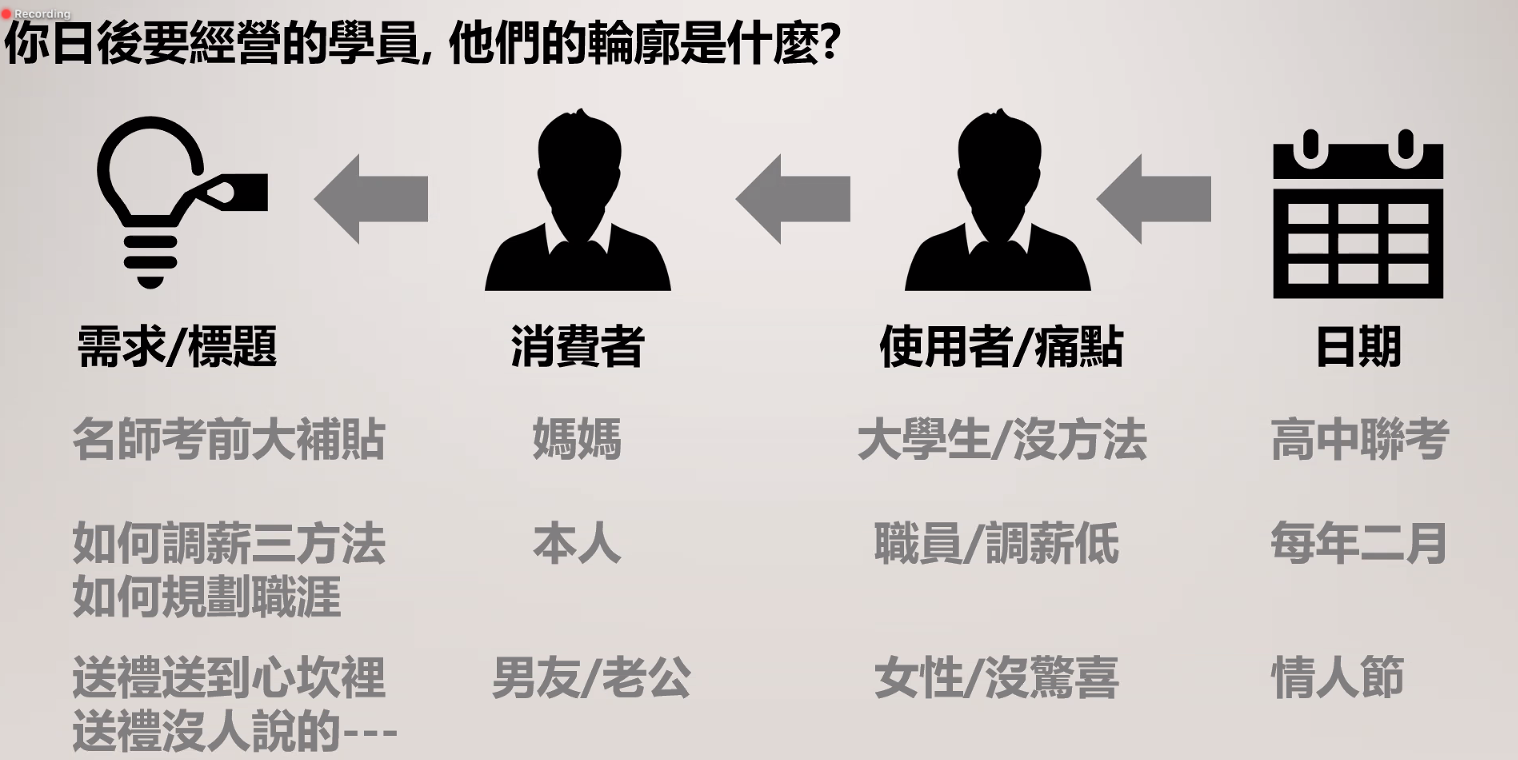 Recording
你日後要經營的學員, 他們的輪廓是什麼?
需求/標題 消費者 使用者/痛點 日期
名師考前大補貼 媽媽 大學生/沒方法 高中聯考
如何調薪三方法 本人 職員/調薪低 每年二月
如何規劃職涯
送禮送到心坎裡 男友/老公 女性/沒驚喜 情人節
送禮沒人說的---